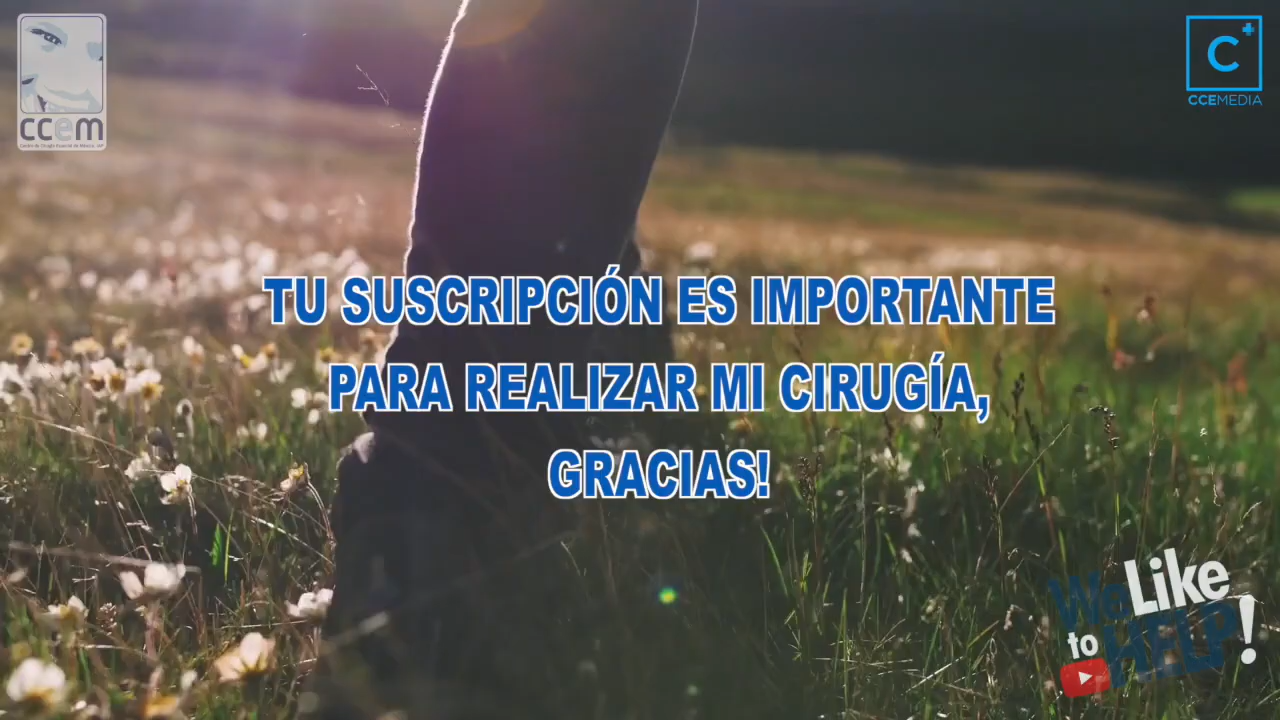 ccem
C+
CCEMEDIA
TU SUSCRIPCIÓN ES IMPORTANTE
PARA REALIZAR MI CIRUGÍA,
GRACIAS!
We Like
to HELP!